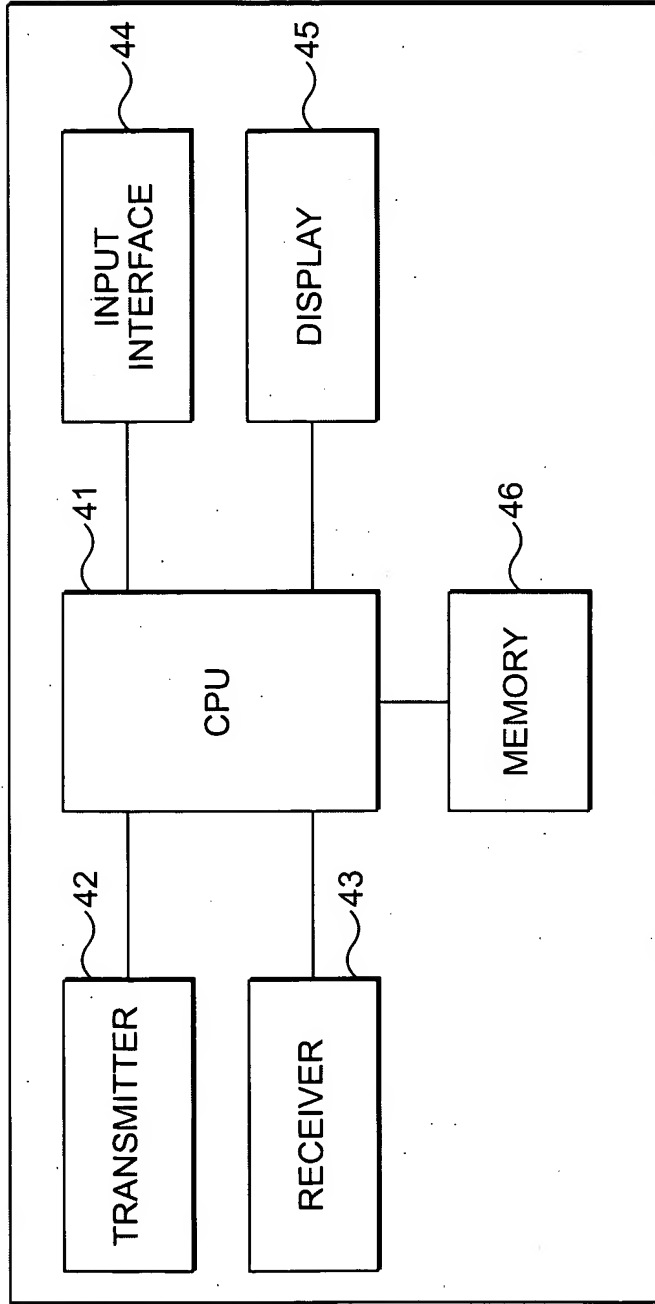 42
TRANSMITTER
41
CPU
44
INPUT
INTERFACE
43
RECEIVER
45
DISPLAY
46
MEMORY